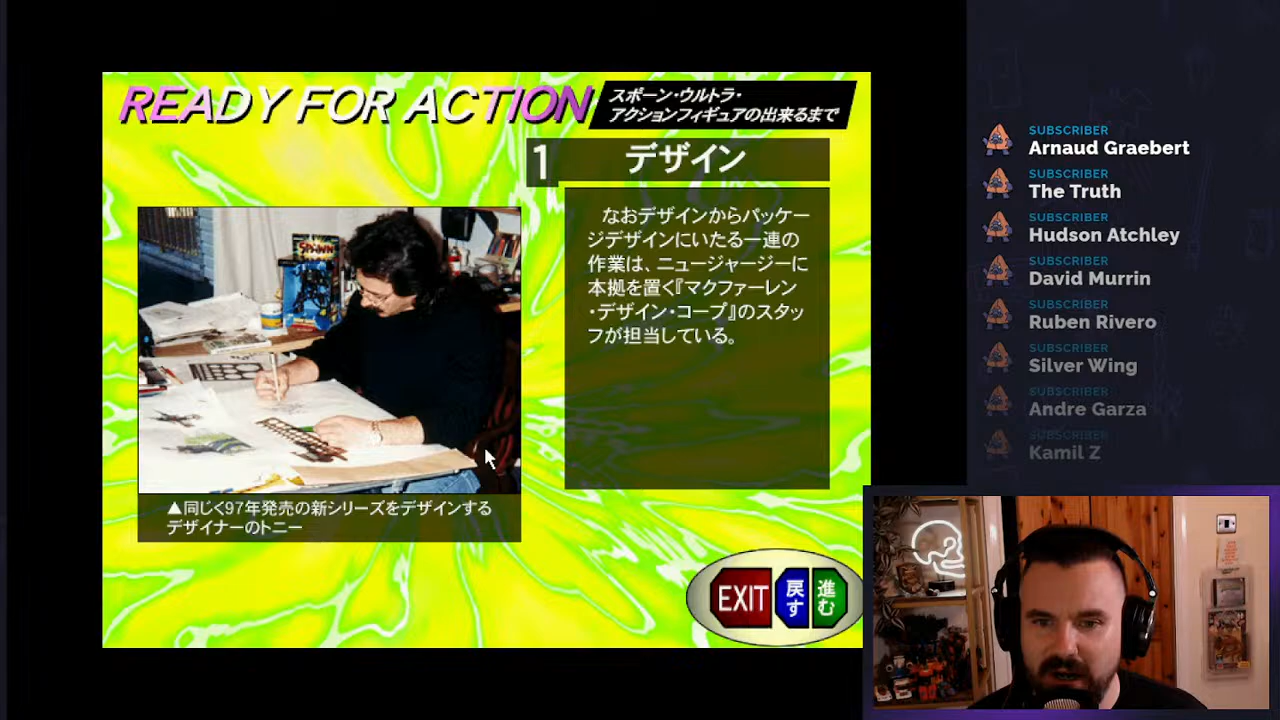 READY FOR ACTION
スポーン・ウルトラ・
アクションフィギュアの出来るまで
1 デザイン
なおデザインからパッケー
ジデザインにいたる一連の
作業は、ニュージャージーに
本拠を置く『マクファーレン
・デザイン・コープ』のスタッ
フが担当している。
SPAWN
▲同じく97年発売の新シリーズをデザインする
デザイナーのトニー
EXIT
戻す
進む
SUBSCRIBER
Arnaud Graebert
SUBSCRIBER
The Truth
SUBSCRIBER
Hudson Atchley
SUBSCRIBER
David Murrin
SUBSCRIBER
Ruben Rivero
SUBSCRIBER
Silver Wing
SUBSCRIBER
Andre Garza
SUBSCRIBER
Kamil Z